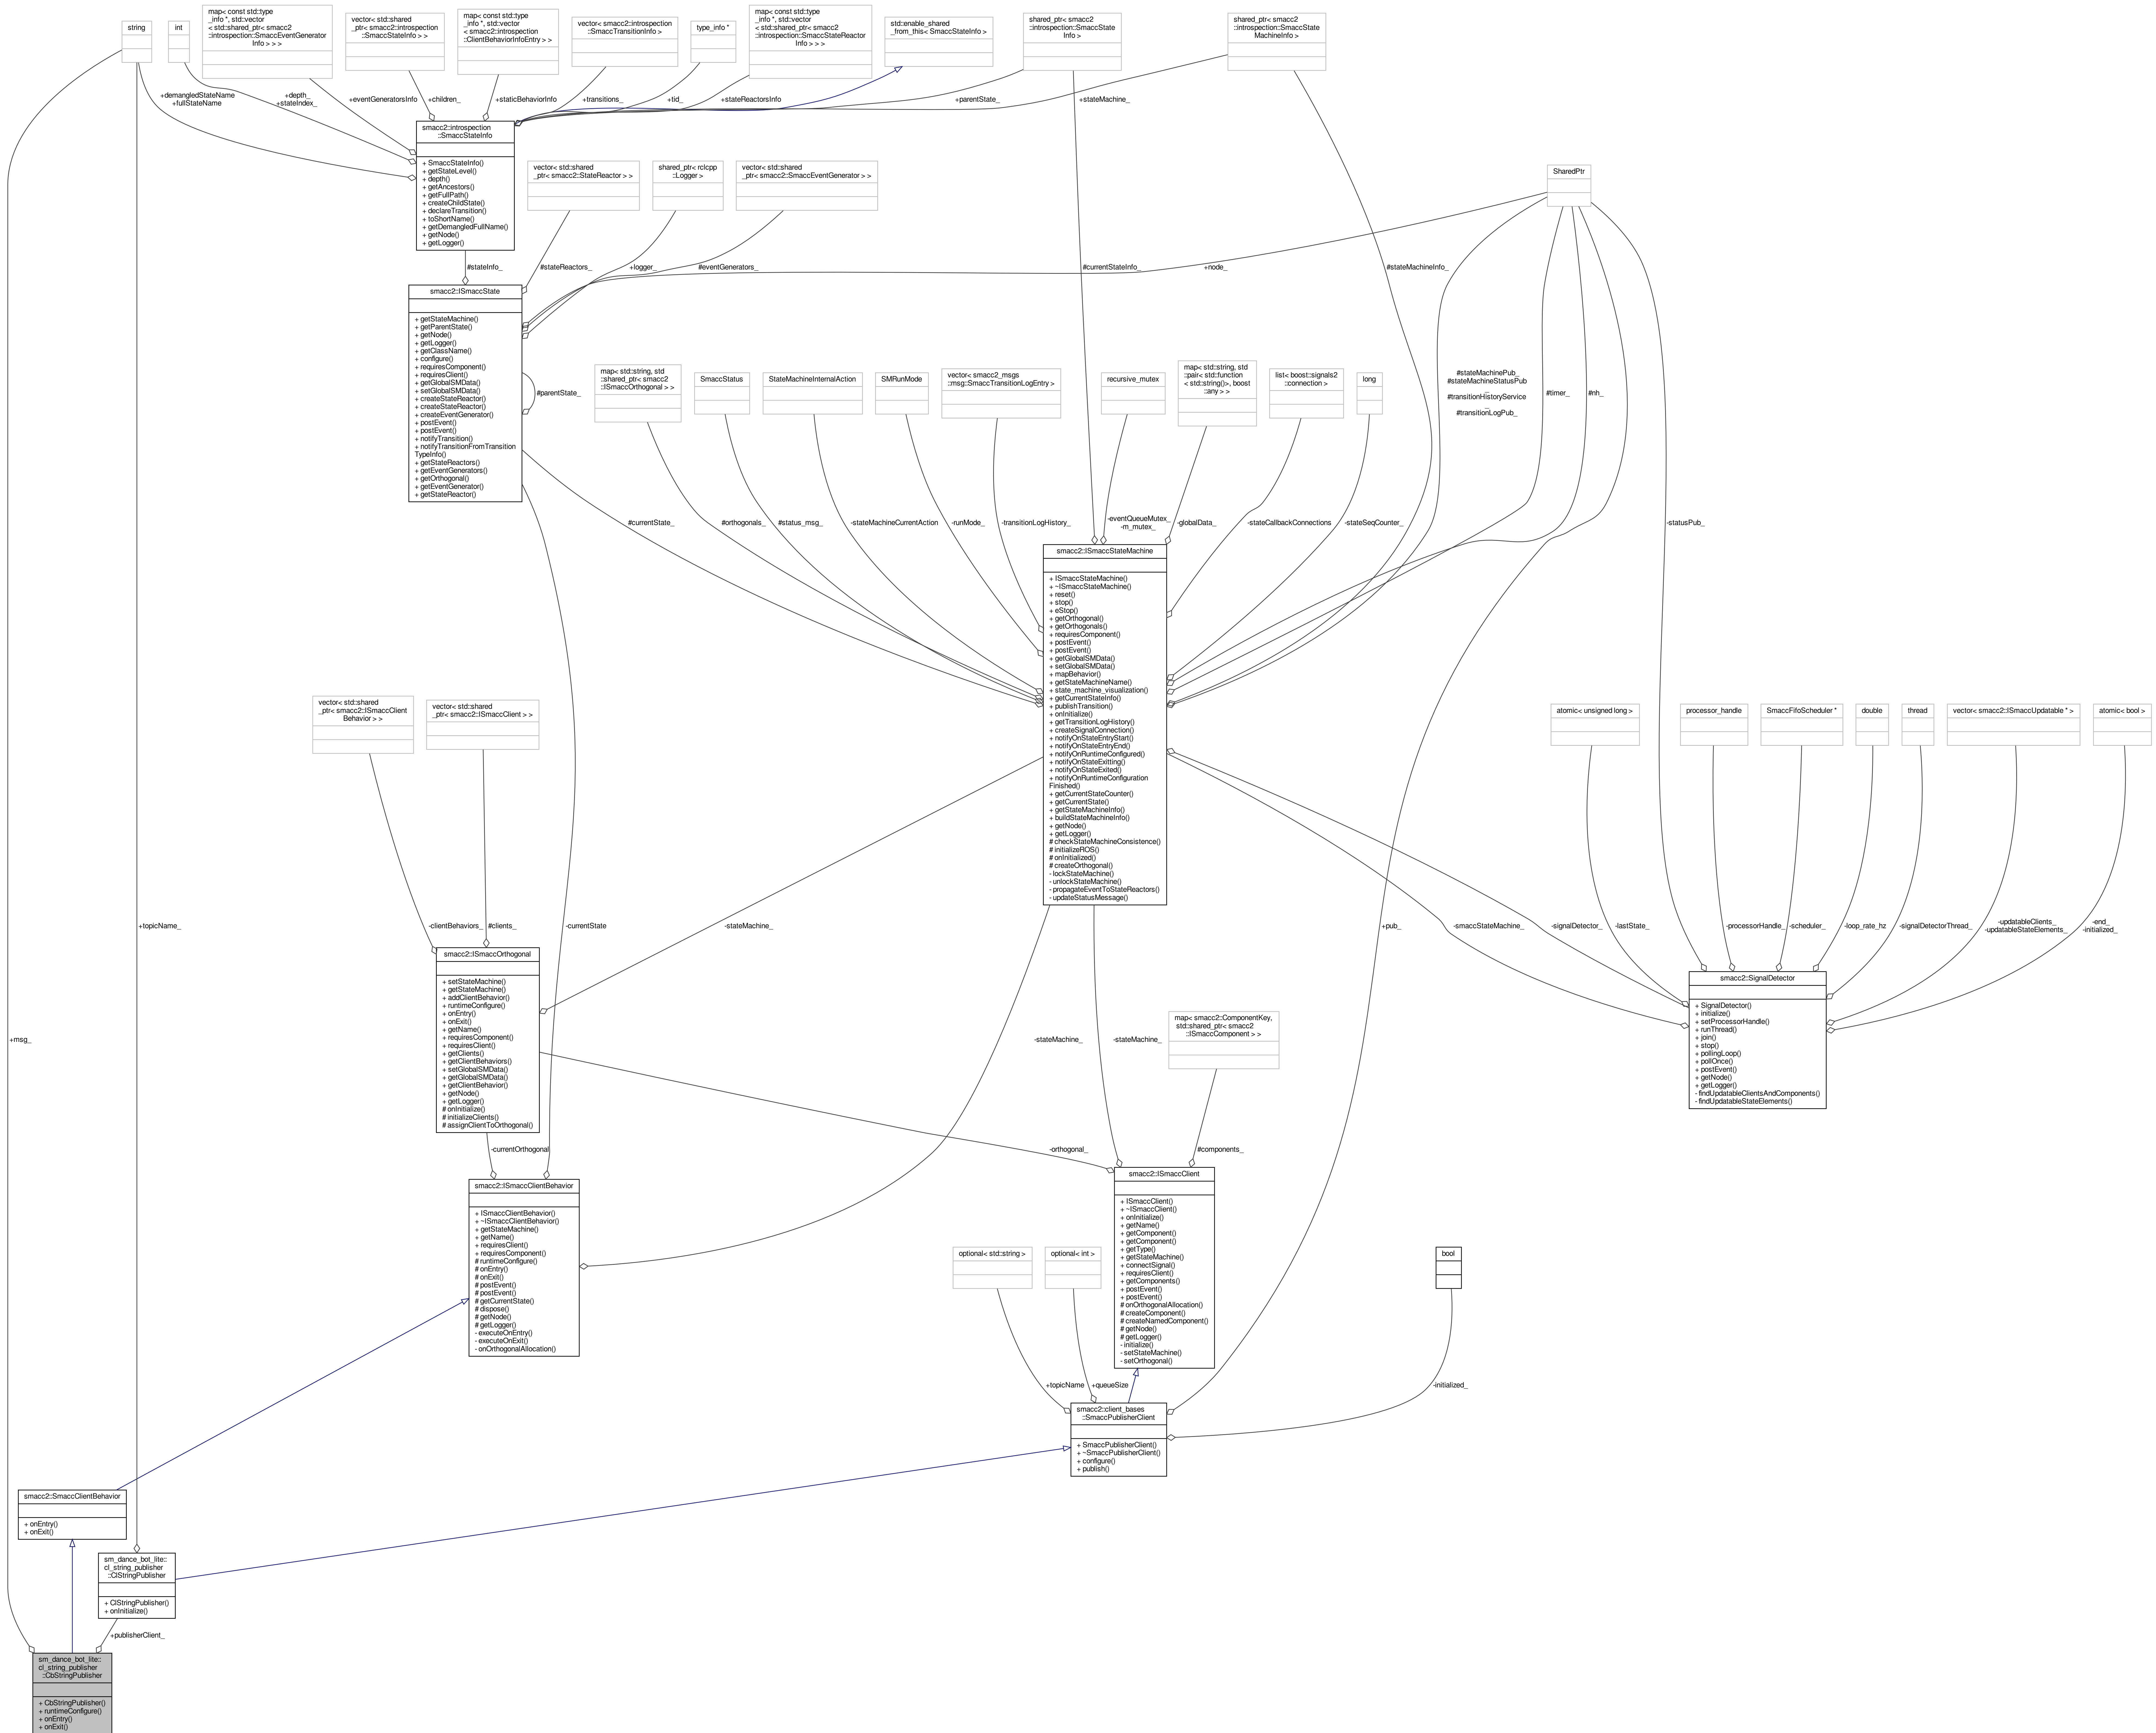 string
int
map< const std::type
_info *, std::vector
< std::shared_ptr< smacc2
::introspection::SmaccEventGenerator
Info > > >
vector< std::shared
_ptr< smacc2::introspection
::SmaccStateInfo > >
map< const std::type
_info *, std::vector
< smacc2::introspection
::ClientBehaviorInfoEntry > >
vector< smacc2::introspection
::SmaccTransitionInfo >
type_info *
map< const std::type
_info *, std::vector
< std::shared_ptr< smacc2
::introspection::SmaccStateReactor
Info > > >
std::enable_shared
_from_this< SmaccStateInfo >
shared_ptr< smacc2
::introspection::SmaccState
Info >
shared_ptr< smacc2
::introspection::SmaccState
MachineInfo >
+demangledStateName
+fullStateName
+depth_
+stateIndex_
+eventGeneratorsInfo
+children_
+staticBehaviorInfo
+transitions_
+tid_
+stateReactorsInfo
+parentState_
+stateMachine_
smacc2::introspection
::SmaccStateInfo
+ SmaccStateInfo()
+ getStateLevel()
+ depth()
+ getAncestors()
+ getFullPath()
+ createChildState()
+ declareTransition()
+ toShortName()
+ getDemangledFullName()
+ getNode()
+ getLogger()
vector< std::shared
_ptr< smacc2::StateReactor > >
shared_ptr< rclcpp
::Logger >
vector< std::shared
_ptr< smacc2::SmaccEventGenerator > >
SharedPtr
#stateInfo_
#stateReactors_
+logger_
#eventGenerators_
#currentStateInfo_
+node_
#stateMachineInfo_
smacc2::ISmaccState
+ getStateMachine()
+ getParentState()
+ getNode()
+ getLogger()
+ getClassName()
+ configure()
+ requiresComponent()
+ requiresClient()
+ getGlobalSMData()
+ setGlobalSMData()
+ createStateReactor()
+ createStateReactor()
+ createEventGenerator()
+ postEvent()
+ postEvent()
+ notifyTransition()
+ notifyTransitionFromTransition
TypeInfo()
+ getStateReactors()
+ getEventGenerators()
+ getOrthogonal()
+ getEventGenerator()
+ getStateReactor()
#parentState_
map< std::string, std
::shared_ptr< smacc2
::ISmaccOrthogonal > >
SmaccStatus
StateMachineInternalAction
SMRunMode
vector< smacc2_msgs
::msg::SmaccTransitionLogEntry >
recursive_mutex
map< std::string, std
::pair< std::function
< std::string()>, boost
::any > >
list< boost::signals2
::connection >
long
#stateMachinePub_
#stateMachineStatusPub
_
#transitionHistoryService
_
#transitionLogPub_
#timer_
#nh_
#currentState_
#orthogonals_
#status_msg_
-stateMachineCurrentAction
-runMode_
-transitionLogHistory_
-eventQueueMutex_
-m_mutex_
-globalData_
-stateCallbackConnections
-stateSeqCounter_
-statusPub_
smacc2::ISmaccStateMachine
+ ISmaccStateMachine()
+ ~ISmaccStateMachine()
+ reset()
+ stop()
+ eStop()
+ getOrthogonal()
+ getOrthogonals()
+ requiresComponent()
+ postEvent()
+ postEvent()
+ getGlobalSMData()
+ setGlobalSMData()
+ mapBehavior()
+ getStateMachineName()
+ state_machine_visualization()
+ getCurrentStateInfo()
+ publishTransition()
+ onInitialize()
+ getTransitionLogHistory()
+ createSignalConnection()
+ notifyOnStateEntryStart()
+ notifyOnStateEntryEnd()
+ notifyOnRuntimeConfigured()
+ notifyOnStateExitting()
+ notifyOnStateExited()
+ notifyOnRuntimeConfiguration
Finished()
+ getCurrentStateCounter()
+ getCurrentState()
+ getStateMachineInfo()
+ buildStateMachineInfo()
+ getNode()
+ getLogger()
# checkStateMachineConsistence()
# initializeROS()
# onInitialized()
# createOrthogonal()
- lockStateMachine()
- unlockStateMachine()
- propagateEventToStateReactors()
- updateStatusMessage()
vector< std::shared
_ptr< smacc2::ISmaccClient
Behavior > >
vector< std::shared
_ptr< smacc2::ISmaccClient > >
atomic< unsigned long >
processor_handle
SmaccFifoScheduler *
double
thread
vector< smacc2::ISmaccUpdatable * >
atomic< bool >
+topicName_
-clientBehaviors_
#clients_
-currentState
-stateMachine_
+pub_
-smaccStateMachine_
-signalDetector_
-lastState_
-processorHandle_
-scheduler_
-loop_rate_hz
-signalDetectorThread_
-updatableClients_
-updatableStateElements_
-end_
-initialized_
smacc2::ISmaccOrthogonal
+ setStateMachine()
+ getStateMachine()
+ addClientBehavior()
+ runtimeConfigure()
+ onEntry()
+ onExit()
+ getName()
+ requiresComponent()
+ requiresClient()
+ getClients()
+ getClientBehaviors()
+ setGlobalSMData()
+ getGlobalSMData()
+ getClientBehavior()
+ getNode()
+ getLogger()
# onInitialize()
# initializeClients()
# assignClientToOrthogonal()
smacc2::SignalDetector
+ SignalDetector()
+ initialize()
+ setProcessorHandle()
+ runThread()
+ join()
+ stop()
+ pollingLoop()
+ pollOnce()
+ postEvent()
+ getNode()
+ getLogger()
- findUpdatableClientsAndComponents()
- findUpdatableStateElements()
+msg_
-stateMachine_
-stateMachine_
map< smacc2::ComponentKey,
std::shared_ptr< smacc2
::ISmaccComponent > >
-currentOrthogonal
-orthogonal_
#components_
smacc2::ISmaccClientBehavior
+ ISmaccClientBehavior()
+ ~ISmaccClientBehavior()
+ getStateMachine()
+ getName()
+ requiresClient()
+ requiresComponent()
# runtimeConfigure()
# onEntry()
# onExit()
# postEvent()
# postEvent()
# getCurrentState()
# dispose()
# getNode()
# getLogger()
- executeOnEntry()
- executeOnExit()
- onOrthogonalAllocation()
smacc2::ISmaccClient
+ ISmaccClient()
+ ~ISmaccClient()
+ onInitialize()
+ getName()
+ getComponent()
+ getComponent()
+ getType()
+ getStateMachine()
+ connectSignal()
+ requiresClient()
+ getComponents()
+ postEvent()
+ postEvent()
# onOrthogonalAllocation()
# createComponent()
# createNamedComponent()
# getNode()
# getLogger()
- initialize()
- setStateMachine()
- setOrthogonal()
optional< std::string >
optional< int >
bool
+topicName
+queueSize
-initialized_
smacc2::client_bases
::SmaccPublisherClient
+ SmaccPublisherClient()
+ ~SmaccPublisherClient()
+ configure()
+ publish()
smacc2::SmaccClientBehavior
+ onEntry()
+ onExit()
sm_dance_bot_lite::
cl_string_publisher
::ClStringPublisher
+ ClStringPublisher()
+ onInitialize()
+publisherClient_
sm_dance_bot_lite::
cl_string_publisher
::CbStringPublisher
+ CbStringPublisher()
+ runtimeConfigure()
+ onEntry()
+ onExit()